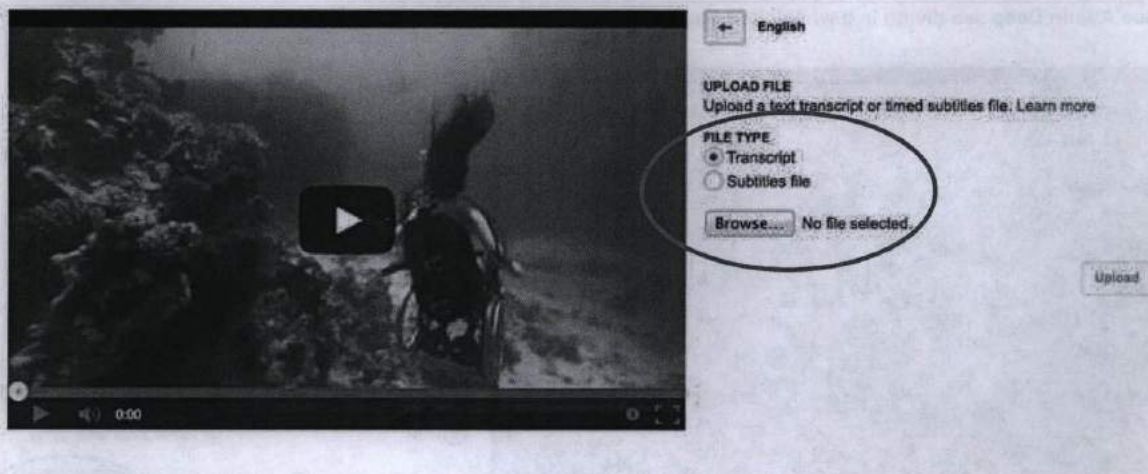 English
UPLOAD FILE
Upload a text transcript or timed subtitles file. Learn more
FILE TYPE
Transcript
Subtitles file
Browse... No file selected.
Upload
0:00